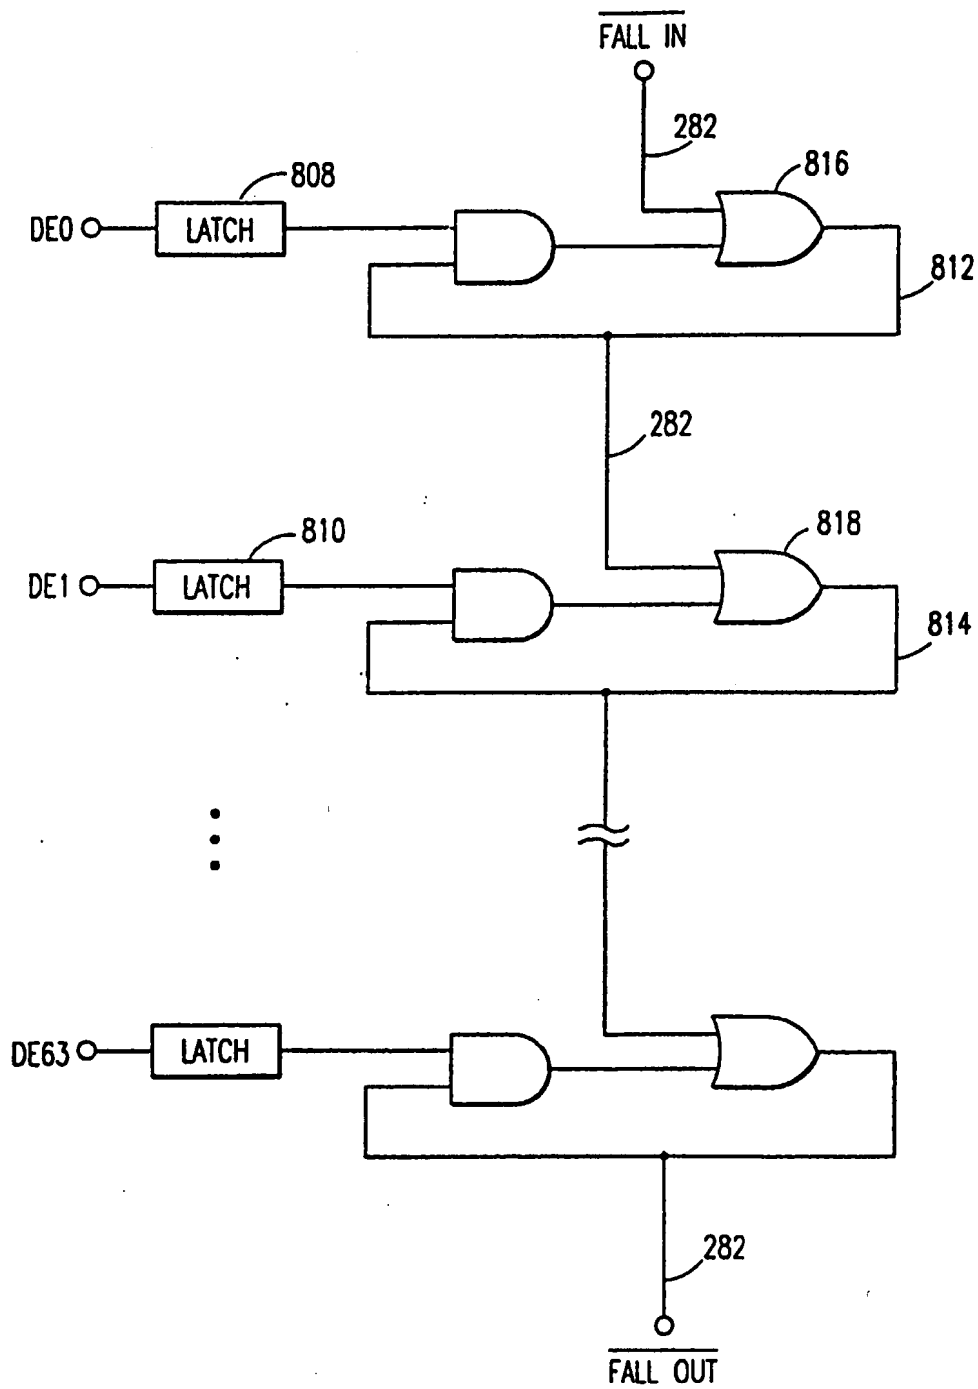 FALL IN
282
816
808
DE0
LATCH
812
282
818
810
DE1
LATCH
814
DE63
LATCH
282
FALL OUT